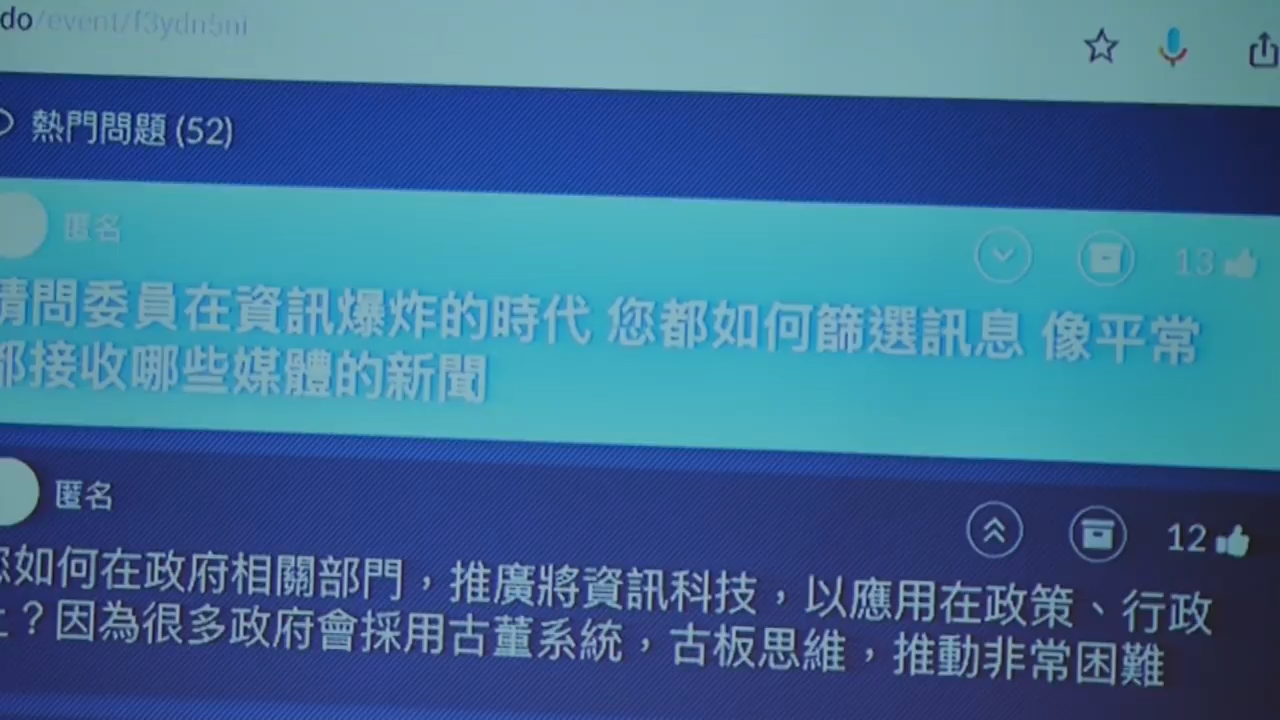 do/event/f3ydn5ni
熱門問題 (52)
匿名
13
請問委員在資訊爆炸的時代 您都如何篩選訊息 像平常
都接收哪些媒體的新聞
匿名
12
您如何在政府相關部門，推廣將資訊科技，以應用在政策、行政
上？因為很多政府會採用古董系統，古板思維，推動非常困難